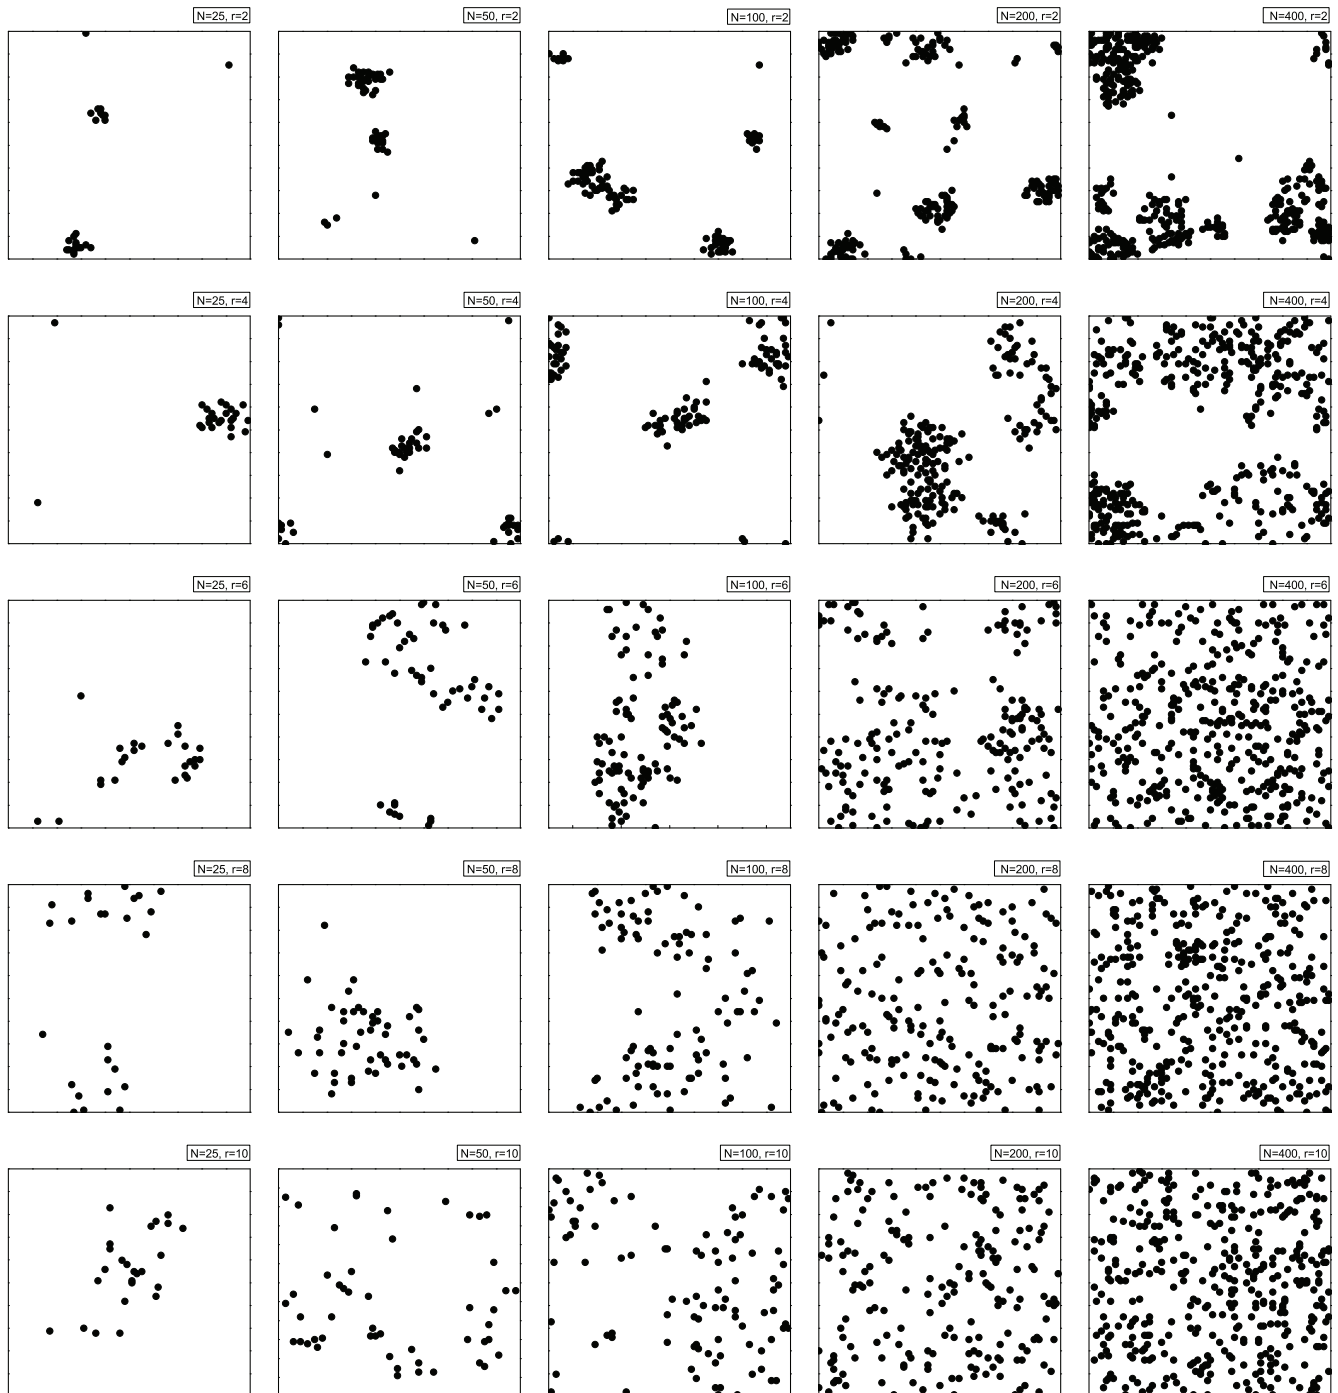 N=25, r=2
N=50, r=2
N=100, r=2
N=200, r=2
N=400, r=2
N=25, r=4
N=50, r=4
N=100, r=4
N=200, r=4
N=400, r=4
N=25, r=6
N=50, r=6
N=100, r=6
N=200, r=6
N=400, r=6
N=25, r=8
N=50, r=8
N=100, r=8
N=200, r=8
N=400, r=8
N=25, r=10
N=50, r=10
N=100, r=10
N=200, r=10
N=400, r=10